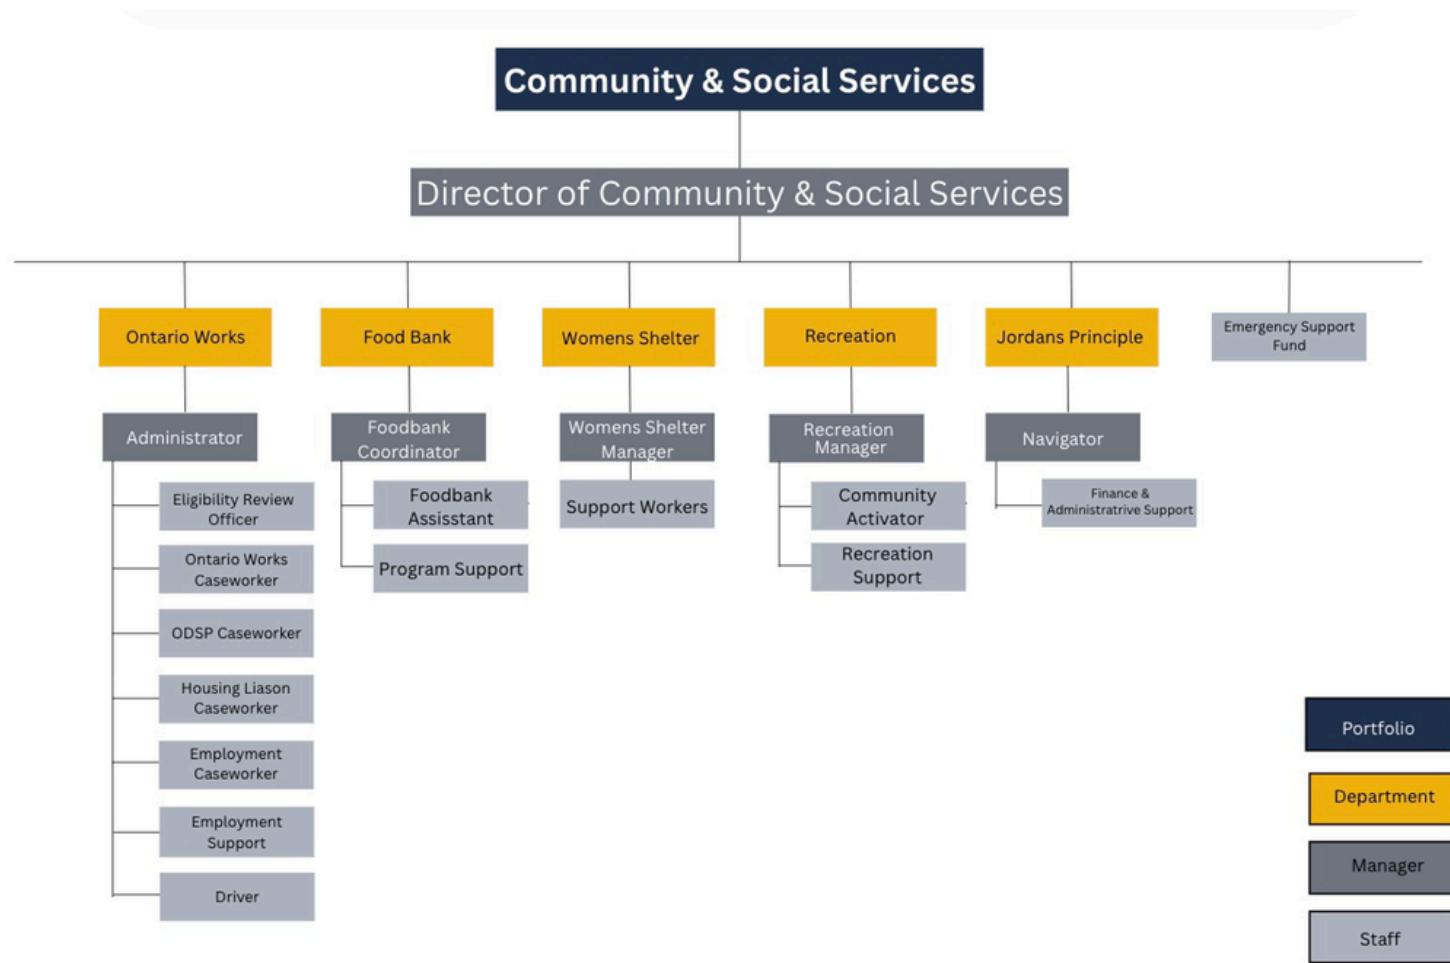 Community & Social Services
Director of Community & Social Services
Ontario Works
Food Bank
Womens Shelter
Recreation
Jordans Principle
Emergency Support
Fund
Administrator
Foodbank
Coordinator
Womens Shelter
Manager
Recreation
Manager
Navigator
Eligibility Review
Officer
Ontario Works
Caseworker
ODSP Caseworker
Housing Liason
Caseworker
Employment
Caseworker
Employment
Support
Driver
Foodbank
Assisstant
Program Support
Support Workers
Community
Activator
Recreation
Support
Finance &
Administratrive Support
Portfolio
Department
Manager
Staff